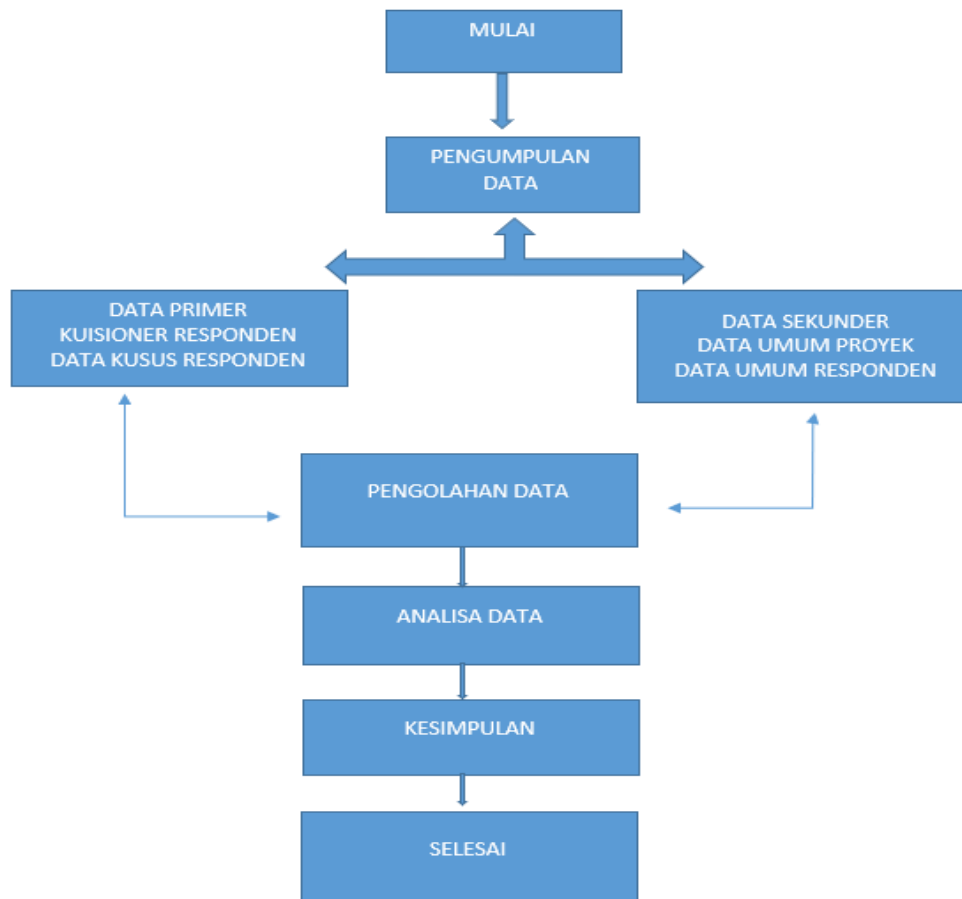 MULAI
PENGUMPULAN
DATA
DATA PRIMER
KUISIONER RESPONDEN
DATA KUSUS RESPONDEN
DATA SEKUNDER
DATA UMUM PROYEK
DATA UMUM RESPONDEN
PENGOLAHAN DATA
ANALISA DATA
KESIMPULAN
SELESAI